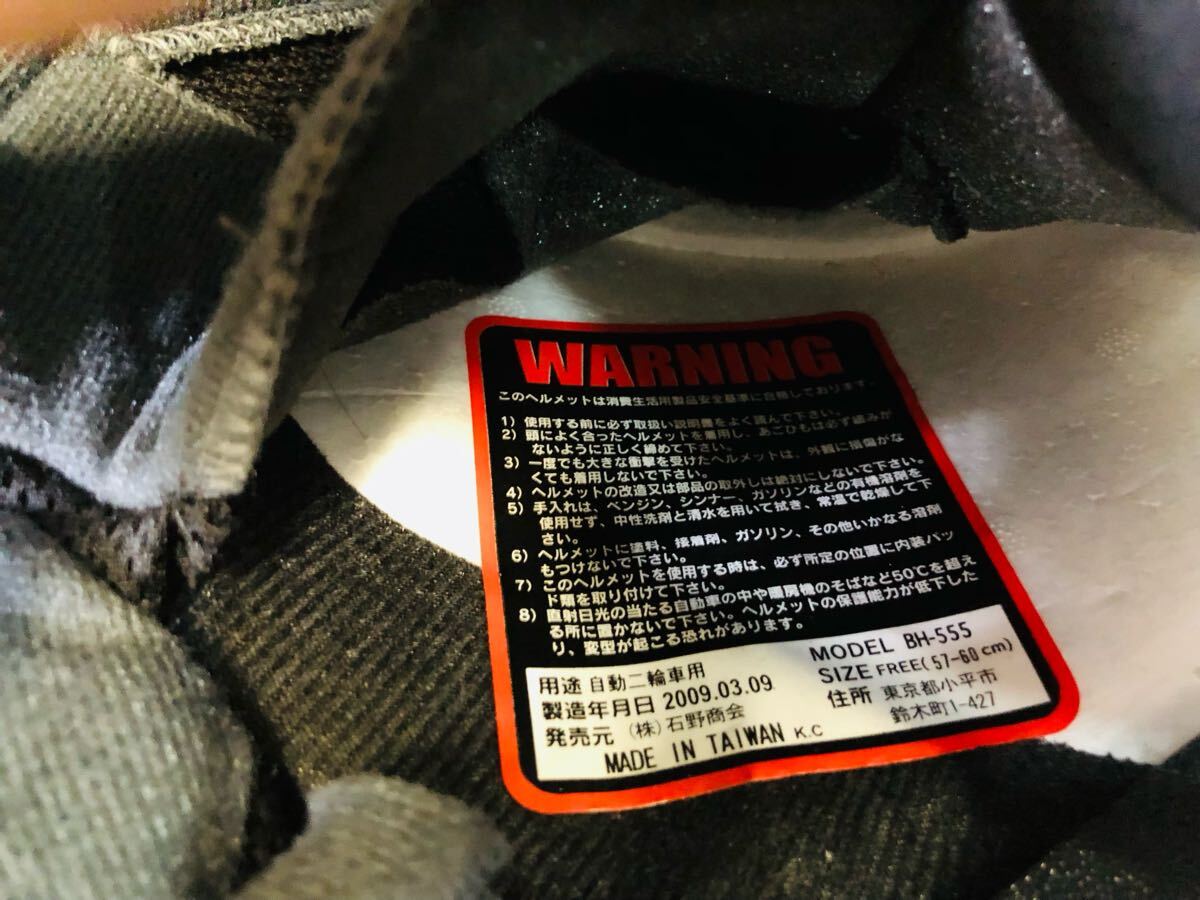 WARNING
このヘルメットは消費生活用製品安全基準に合格しております。
1) 使用する前に必ず取扱い説明書をよく読んで下さい。
2) 頭によく合ったヘルメットを着用し、あごひもは必ず緩みが
ないように正しく締めて下さい。
3) 一度でも大きな衝撃を受けたヘルメットは、外観に損傷がな
くても着用しないで下さい。
4) ヘルメットの改造又は部品の取外しは絶対にしないで下さい。
5) 手入れは、ベンジン、シンナー、ガソリンなどの有機溶剤を
使用せず、中性洗剤と清水を用いて拭き、常温で乾燥して下
さい。
6) ヘルメットに塗料、接着剤、ガソリン、その他いかなる溶剤
もつけないで下さい。
7) このヘルメットを使用する時は、必ず所定の位置に内装パッ
ド類を取り付けて下さい。
8) 直射日光の当たる自動車の中や暖房機のそばなど50℃を超え
る所に置かないで下さい。ヘルメットの保護能力が低下した
り、変型が起こる恐れがあります。
用途 自動二輪車用
製造年月日 2009.03.09
発売元 (株)石野商会
MADE IN TAIWAN K.C
MODEL BH-555
SIZE FREE(57-60cm)
住所 東京都小平市
鈴木町1-427